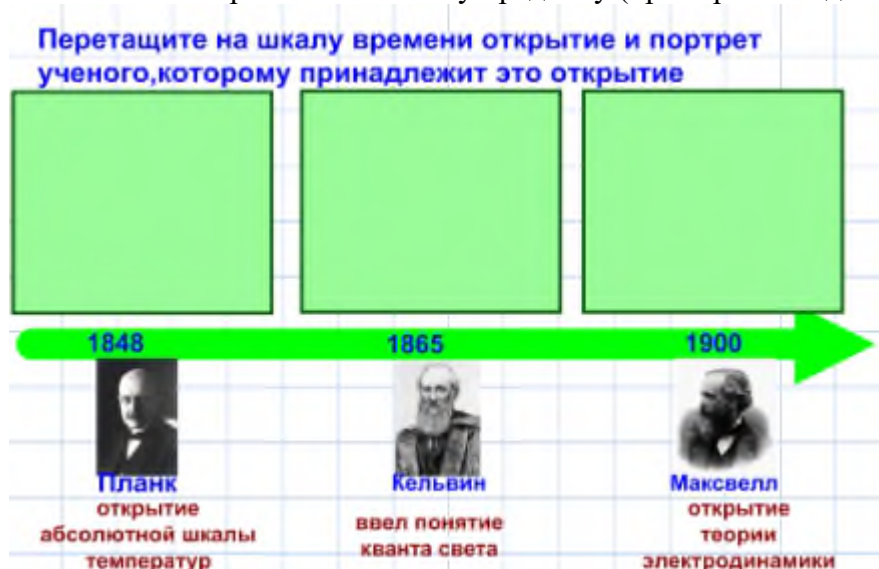 Перетащите на шкалу времени открытие и портрет
ученого,которому принадлежит это открытие
1848 1865 1900
Планк Кельвин Максвелл
открытие
абсолютной шкалы
температур
ввел понятие
кванта света
открытие
теории
электродинамики